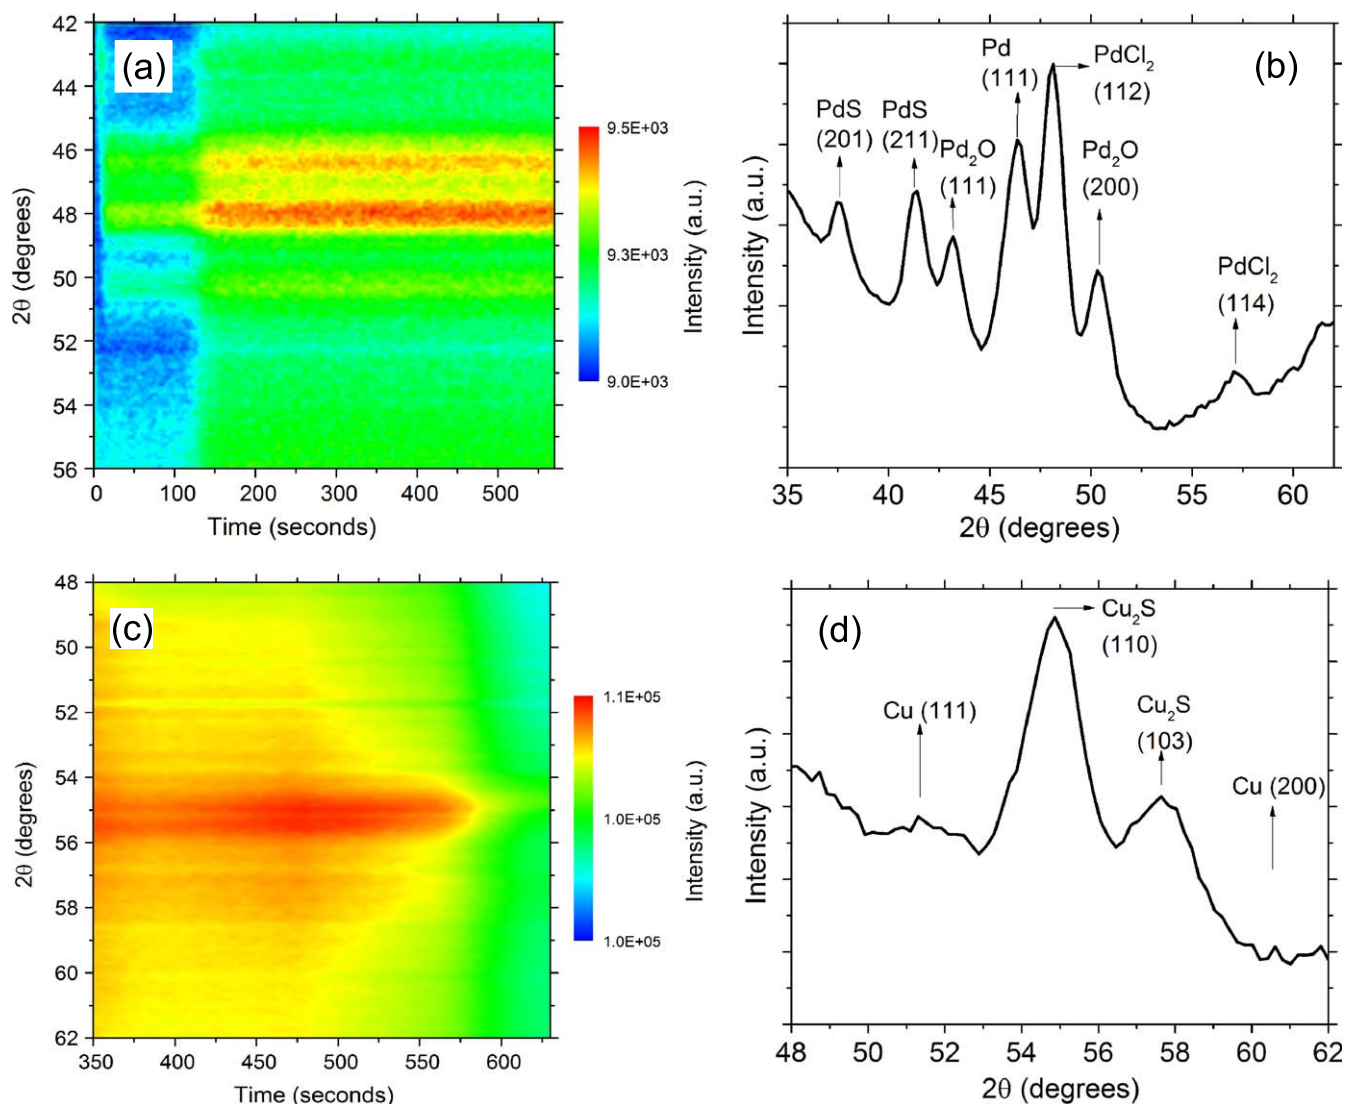 (a)
42
44
46
48
50
52
54
56
2θ (degrees)
0 100 200 300 400 500
Time (seconds)
9.5E+03
9.3E+03
9.0E+03
Intensity (a.u.)
(b)
Pd
(111)
PdCl₂
(112)
PdS
(201)
PdS
(211)
Pd₂O
(111)
Pd₂O
(200)
PdCl₂
(114)
Intensity (a.u.)
35 40 45 50 55 60
2θ (degrees)
(c)
48
50
52
54
56
58
60
62
2θ (degrees)
350 400 450 500 550 600
Time (seconds)
1.1E+05
1.0E+05
1.0E+05
Intensity (a.u.)
(d)
Cu₂S
(110)
Cu (111)
Cu₂S
(103)
Cu (200)
Intensity (a.u.)
48 50 52 54 56 58 60 62
2θ (degrees)